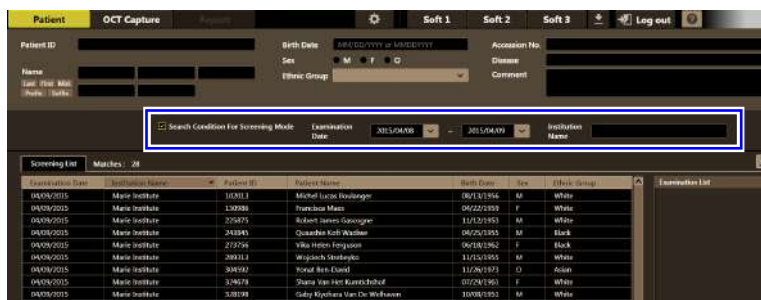 Patient OCT Capture Report Soft 1 Soft 2 Soft 3 Log out
Patient ID Birth Date MM/DD/YYYY or MMDDYYYY Accession No.
Sex M F O Disease
Name Ethnic Group Comment
Last First Mid.
Prefix Suffix
Search Condition For Screening Mode Examination Date 2015/04/08 - 2015/04/09 Institution Name
Screening List Matches: 28
Examination Date Institution Name Patient ID Patient Name Birth Date Sex Ethnic Group Examination List
04/09/2015 Marie Institute 102013 Michel Lucas Boulanger 08/13/1956 M White
04/09/2015 Marie Institute 130986 Francisca Maes 04/22/1959 F White
04/09/2015 Marie Institute 225875 Robert James Gascogne 11/12/1953 M White
04/09/2015 Marie Institute 243845 Quaashie Kofi Wadiwe 04/25/1955 M Black
04/09/2015 Marie Institute 273756 Vika Helen Ferguson 06/18/1962 F Black
04/09/2015 Marie Institute Wojciech Strebeyko 11/15/1955 M White
04/09/2015 Marie Institute 304592 Yonat Ben-David 11/26/1973 O Asian
04/09/2015 Marie Institute 324678 Shana Van Het Kumtichshof 07/29/1961 F White
04/09/2015 Marie Institute 328198 Gaby Kiyohara Van De Welhaven 10/08/1951 M White